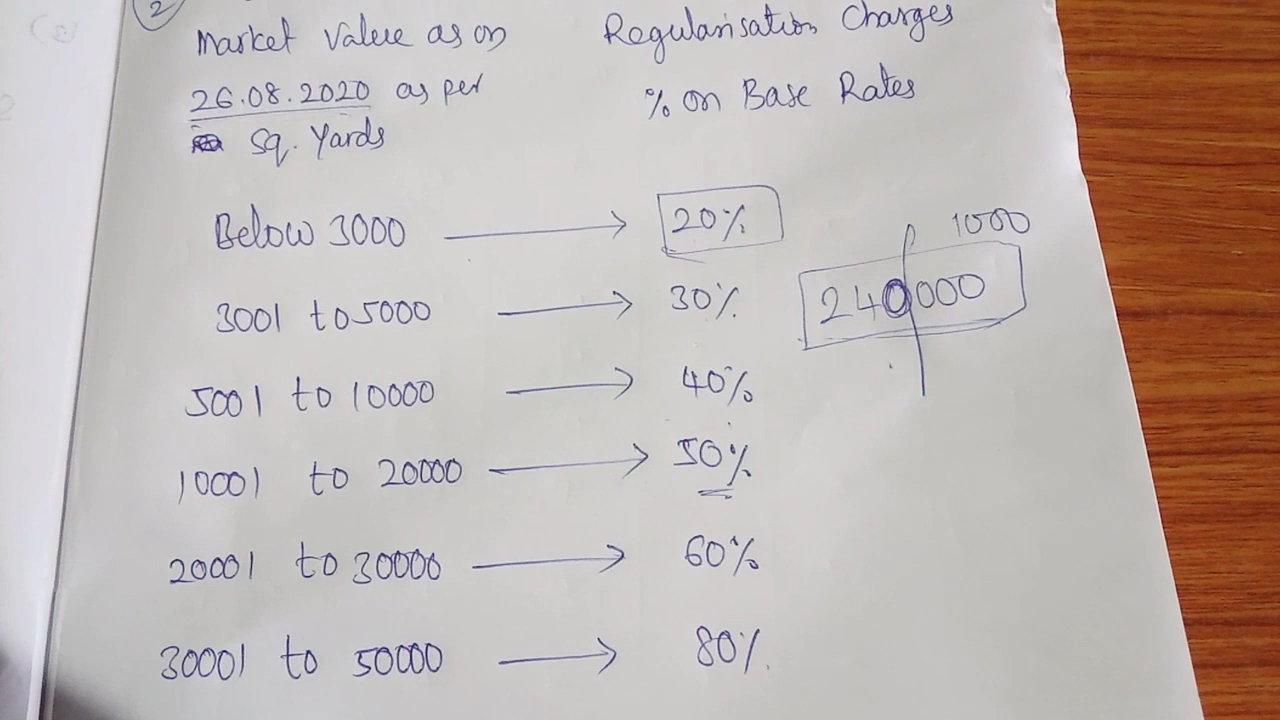 2
Market Value as on
26.08.2020 as per
Sq. Yards
Regularisation Charges
% on Base Rates
Below 3000 → 20%
3001 to 5000 → 30%
5001 to 10000 → 40%
10001 to 20000 → 50%
20001 to 30000 → 60%
30001 to 50000 → 80%
1000
240000